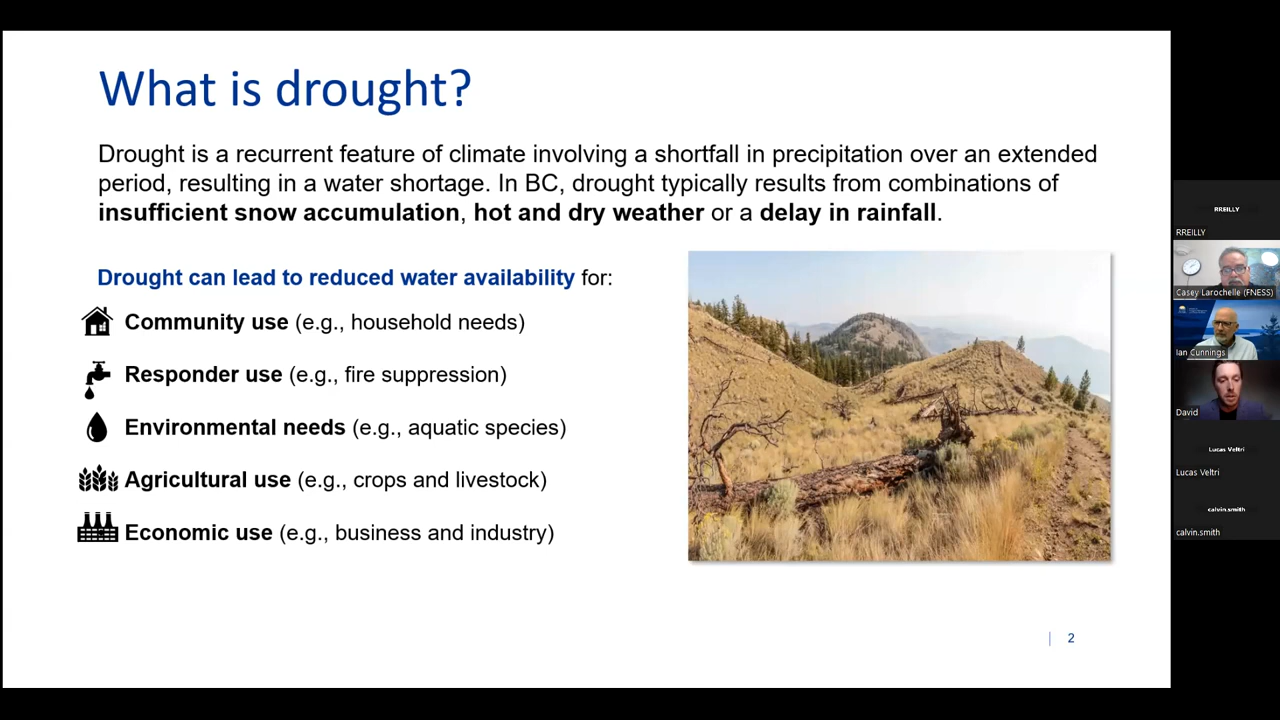 What is drought?
Drought is a recurrent feature of climate involving a shortfall in precipitation over an extended
period, resulting in a water shortage. In BC, drought typically results from combinations of
insufficient snow accumulation, hot and dry weather or a delay in rainfall.
Drought can lead to reduced water availability for:
Community use (e.g., household needs)
Responder use (e.g., fire suppression)
Environmental needs (e.g., aquatic species)
Agricultural use (e.g., crops and livestock)
Economic use (e.g., business and industry)
2
RREILLY
RREILLY
Casey Larochelle (FNESS)
Ian Cunnings
David
Lucas Veltri
Lucas Veltri
calvin.smith
calvin.smith